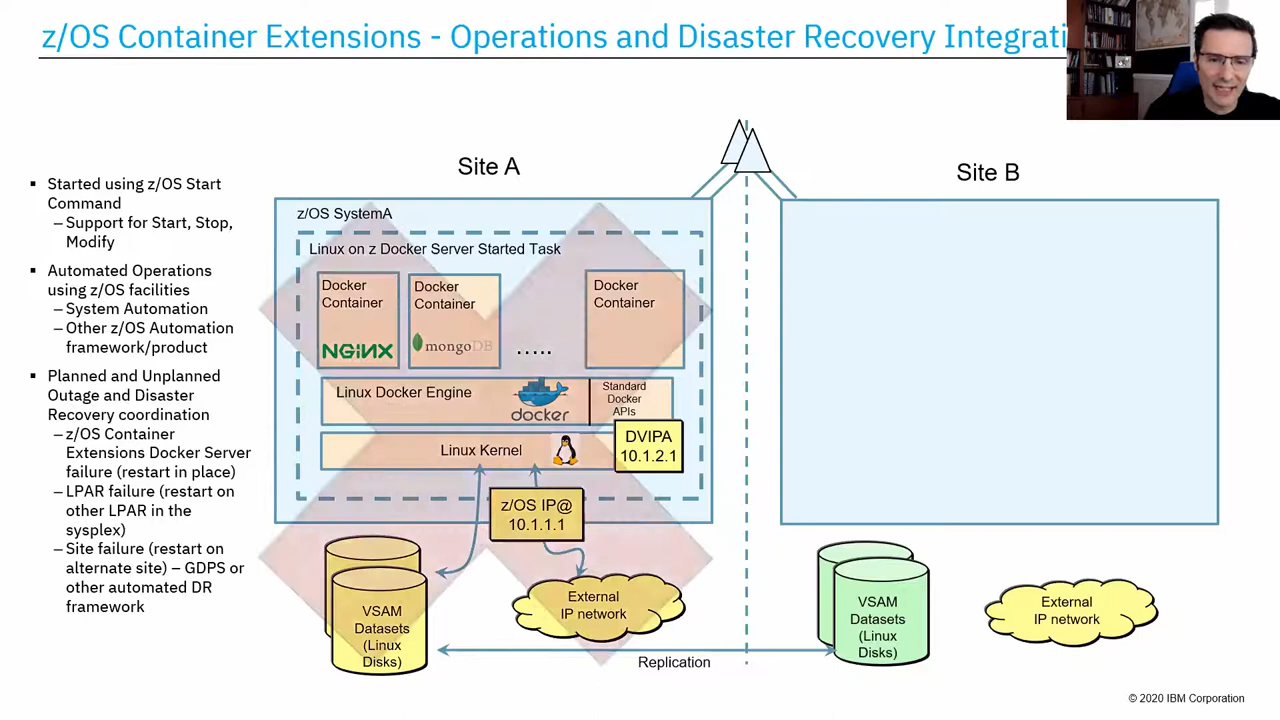 z/OS Container Extensions - Operations and Disaster Recovery Integrati
Site A
Site B
▪ Started using z/OS Start
Command
– Support for Start, Stop,
Modify
▪ Automated Operations
using z/OS facilities
– System Automation
– Other z/OS Automation
framework/product
▪ Planned and Unplanned
Outage and Disaster
Recovery coordination
– z/OS Container
Extensions Docker Server
failure (restart in place)
– LPAR failure (restart on
other LPAR in the
sysplex)
– Site failure (restart on
alternate site) – GDPS or
other automated DR
framework
z/OS SystemA
Linux on z Docker Server Started Task
Docker
Container
NGINX
Docker
Container
mongoDB
.....
Docker
Container
Linux Docker Engine
docker
Standard
Docker
APIs
Linux Kernel
DVIPA
10.1.2.1
z/OS IP@
10.1.1.1
VSAM
Datasets
(Linux
Disks)
External
IP network
Replication
VSAM
Datasets
(Linux
Disks)
External
IP network
© 2020 IBM Corporation